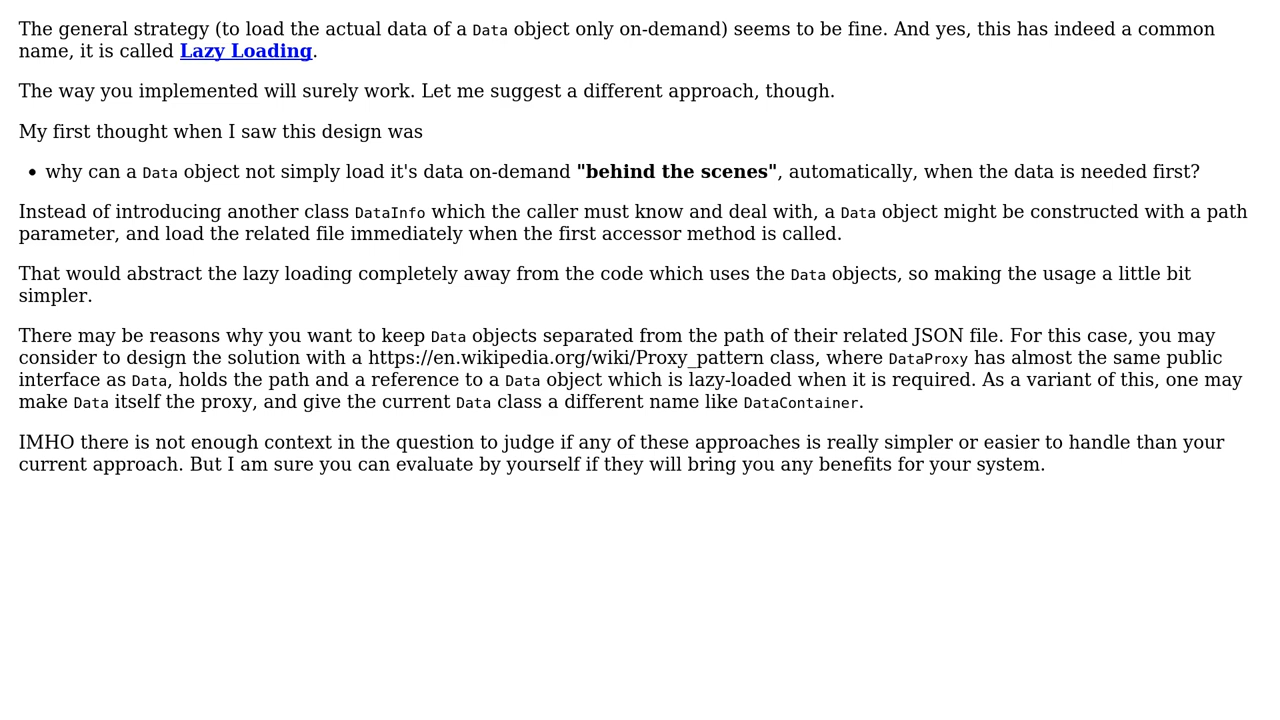 The general strategy (to load the actual data of a Data object only on-demand) seems to be fine. And yes, this has indeed a common
name, it is called Lazy Loading.
The way you implemented will surely work. Let me suggest a different approach, though.
My first thought when I saw this design was
• why can a Data object not simply load it's data on-demand "behind the scenes", automatically, when the data is needed first?
Instead of introducing another class DataInfo which the caller must know and deal with, a Data object might be constructed with a path
parameter, and load the related file immediately when the first accessor method is called.
That would abstract the lazy loading completely away from the code which uses the Data objects, so making the usage a little bit
simpler.
There may be reasons why you want to keep Data objects separated from the path of their related JSON file. For this case, you may
consider to design the solution with a https://en.wikipedia.org/wiki/Proxy_pattern class, where DataProxy has almost the same public
interface as Data, holds the path and a reference to a Data object which is lazy-loaded when it is required. As a variant of this, one may
make Data itself the proxy, and give the current Data class a different name like DataContainer.
IMHO there is not enough context in the question to judge if any of these approaches is really simpler or easier to handle than your
current approach. But I am sure you can evaluate by yourself if they will bring you any benefits for your system.